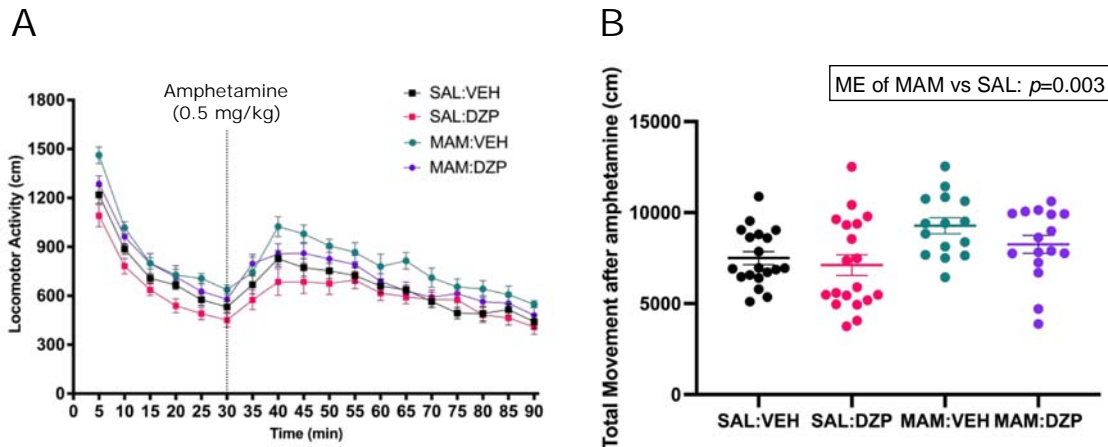 A
B
Amphetamine
(0.5 mg/kg)
SAL:VEH
SAL:DZP
MAM:VEH
MAM:DZP
Locomotor Activity (cm)
1800
1500
1200
900
600
300
0
0 5 10 15 20 25 30 35 40 45 50 55 60 65 70 75 80 85 90
Time (min)
ME of MAM vs SAL: p=0.003
Total Movement after amphetamine (cm)
15000
10000
5000
0
SAL:VEH SAL:DZP MAM:VEH MAM:DZP